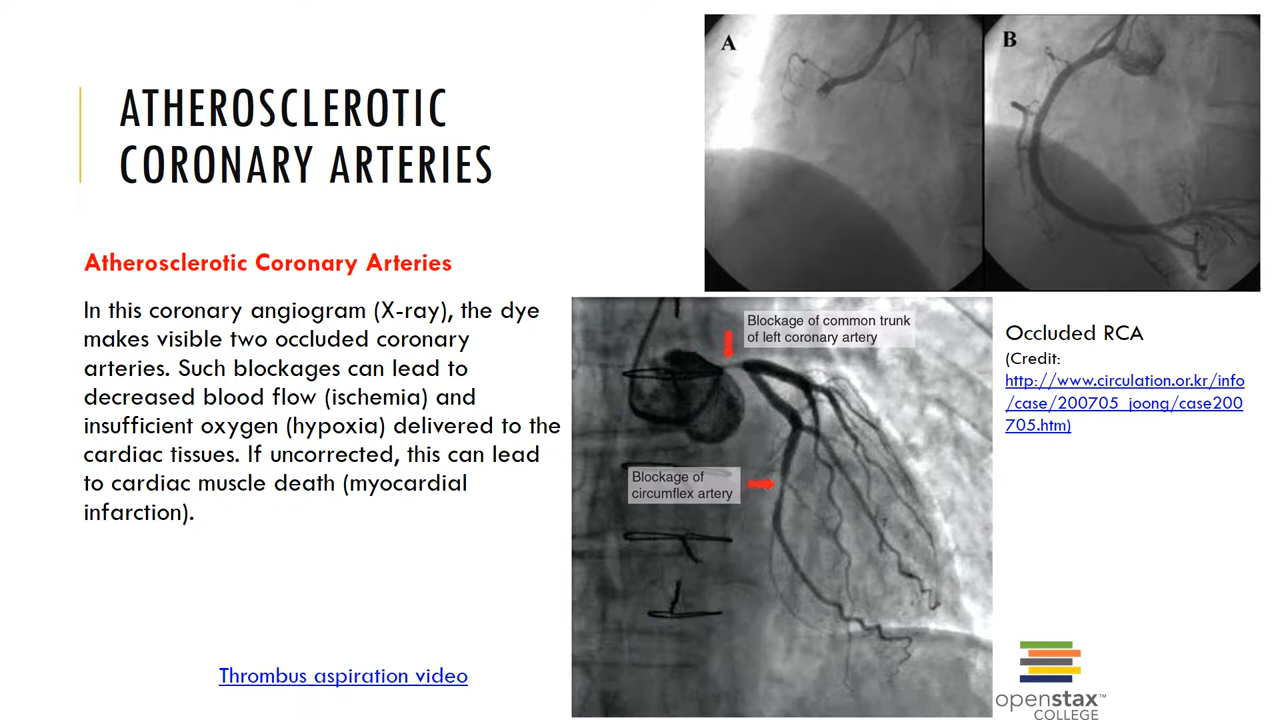 ATHEROSCLEROTIC
CORONARY ARTERIES
Atherosclerotic Coronary Arteries
In this coronary angiogram (X-ray), the dye
makes visible two occluded coronary
arteries. Such blockages can lead to
decreased blood flow (ischemia) and
insufficient oxygen (hypoxia) delivered to the
cardiac tissues. If uncorrected, this can lead
to cardiac muscle death (myocardial
infarction).
Thrombus aspiration video
A
B
Blockage of common trunk
of left coronary artery
Blockage of
circumflex artery
Occluded RCA
(Credit:
http://www.circulation.or.kr/info
/case/200705_joong/case200
705.htm)
openstax™
COLLEGE